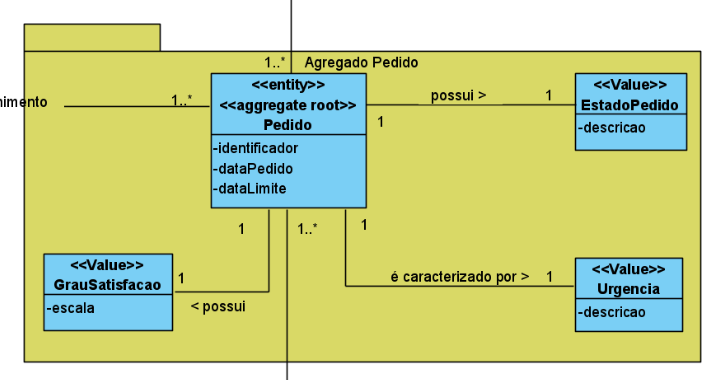 1..*
Agregado Pedido
1..*
<<entity>>
<<aggregate root>>
Pedido
-identificador
-dataPedido
-dataLimite
possui >
1
1
<<Value>>
EstadoPedido
-descricao
1
1..*
1
<<Value>>
GrauSatisfacao
-escala
1
< possui
é caracterizado por >
1
<<Value>>
Urgencia
-descricao